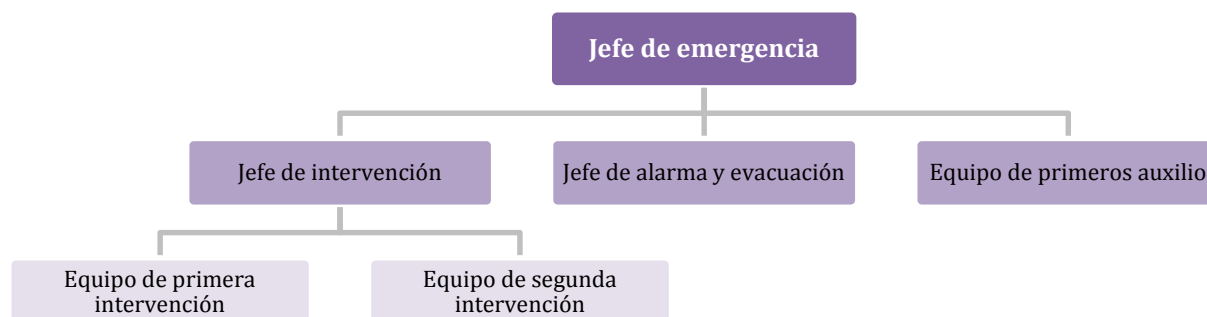 Jefe de emergencia
Jefe de intervención
Jefe de alarma y evacuación
Equipo de primeros auxilio
Equipo de primera
intervención
Equipo de segunda
intervención